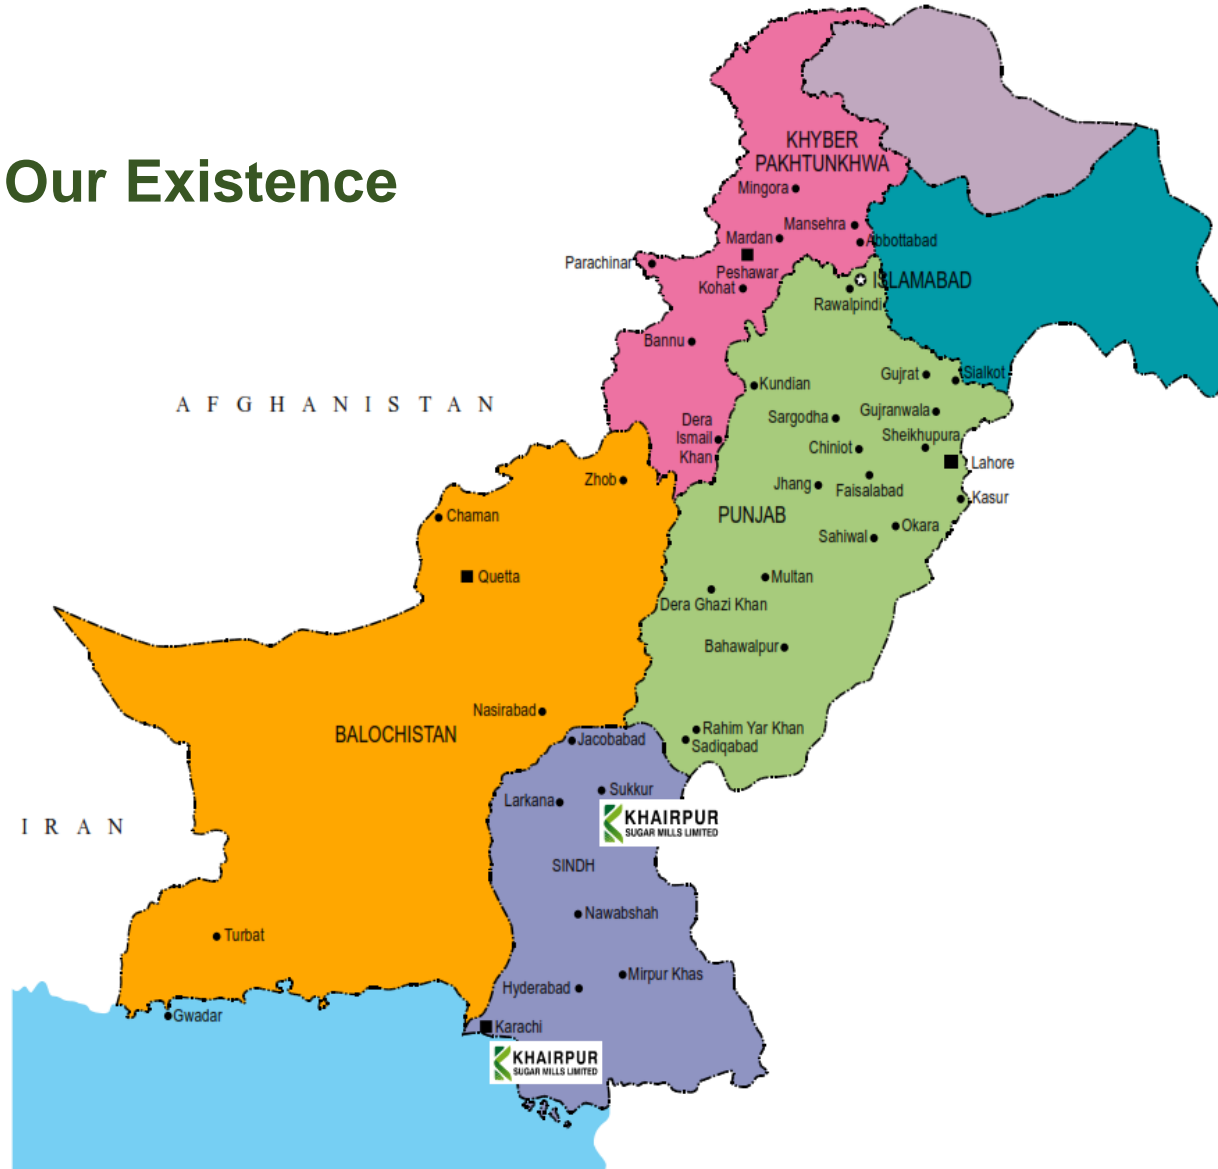 Our Existence
KHYBER
PAKHTUNKHWA
Mingora
Mansehra
Mardan
Abbottabad
Parachinar
Peshawar
Kohat
ISLAMABAD
Rawalpindi
Bannu
Gujrat
Sialkot
Kundian
AFGHANISTAN
Sargodha
Gujranwala
Dera
Ismail
Khan
Sheikhupura
Chiniot
Lahore
Zhob
Jhang
Faisalabad
Kasur
Chaman
PUNJAB
Okara
Sahiwal
Quetta
Multan
Dera Ghazi Khan
Bahawalpur
Nasirabad
BALOCHISTAN
Rahim Yar Khan
Jacobabad
Sadiqabad
Sukkur
Larkana
KHAIRPUR
SUGAR MILLS LIMITED
IRAN
SINDH
Nawabshah
Turbat
Mirpur Khas
Hyderabad
Gwadar
Karachi
KHAIRPUR
SUGAR MILLS LIMITED